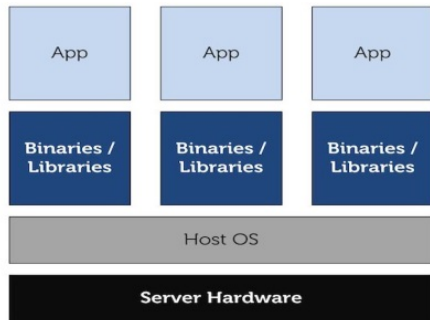 App
App
App
Binaries /
Libraries
Binaries /
Libraries
Binaries /
Libraries
Host OS
Server Hardware